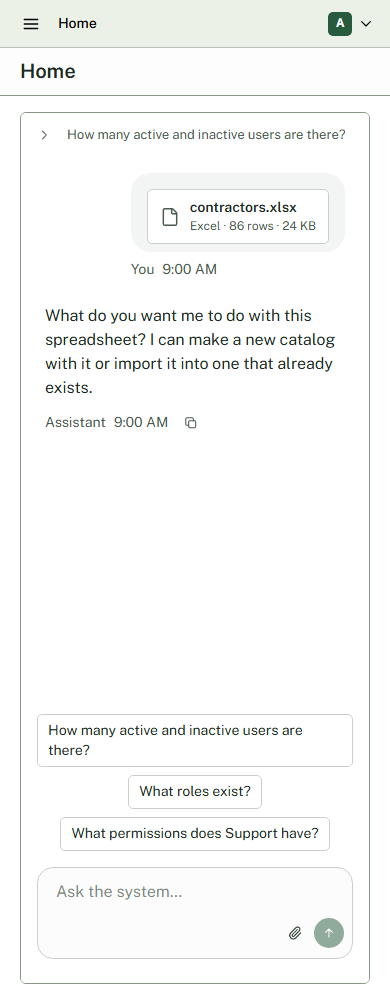 Home
A
Home
How many active and inactive users are there?
contractors.xlsx
Excel · 86 rows · 24 KB
You 9:00 AM
What do you want me to do with this
spreadsheet? I can make a new catalog
with it or import it into one that already
exists.
Assistant 9:00 AM
How many active and inactive users are
there?
What roles exist?
What permissions does Support have?
Ask the system...